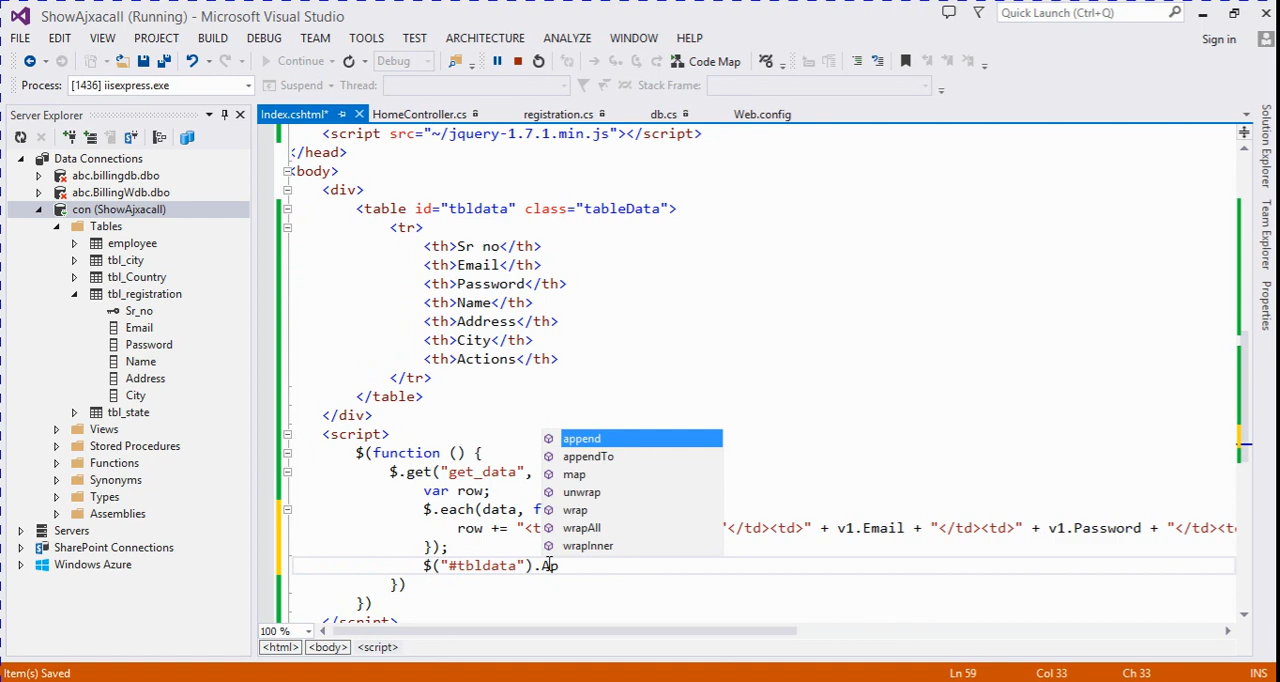 ShowAjxacall (Running) - Microsoft Visual Studio
Quick Launch (Ctrl+Q)
FILE EDIT VIEW PROJECT BUILD DEBUG TEAM TOOLS TEST ARCHITECTURE ANALYZE WINDOW HELP
Sign in
Continue Debug Code Map
Process: [1436] iisexpress.exe Suspend Thread: Stack Frame:
Server Explorer
Index.cshtml* HomeController.cs registration.cs db.cs Web.config
Data Connections
abc.billingdb.dbo
abc.BillingWdb.dbo
con (ShowAjxacall)
Tables
employee
tbl_city
tbl_Country
tbl_registration
Sr_no
Email
Password
Name
Address
City
tbl_state
Views
Stored Procedures
Functions
Synonyms
Types
Assemblies
Servers
SharePoint Connections
Windows Azure
<script src="~/jquery-1.7.1.min.js"></script>
</head>
<body>
<div>
<table id="tbldata" class="tableData">
<tr>
<th>Sr no</th>
<th>Email</th>
<th>Password</th>
<th>Name</th>
<th>Address</th>
<th>City</th>
<th>Actions</th>
</tr>
</table>
</div>
<script>
$(function () {
$.get("get_data",
var row;
$.each(data, f
row += "<t "</td><td>" + v1.Email + "</td><td>" + v1.Password + "</td><t
});
$("#tbldata").Ap
})
})
</script>
append
appendTo
map
unwrap
wrap
wrapAll
wrapInner
100 %
<html> <body> <script>
Solution Explorer
Team Explorer
Properties
Item(s) Saved
Ln 59 Col 33 Ch 33 INS